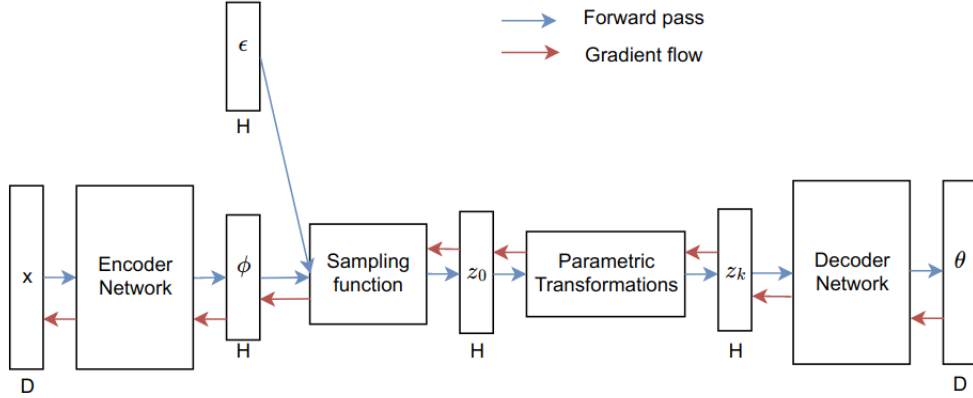 Forward pass
Gradient flow
ϵ
H
x
D
Encoder
Network
ϕ
H
Sampling
function
z₀
H
Parametric
Transformations
zₖ
H
Decoder
Network
θ
D